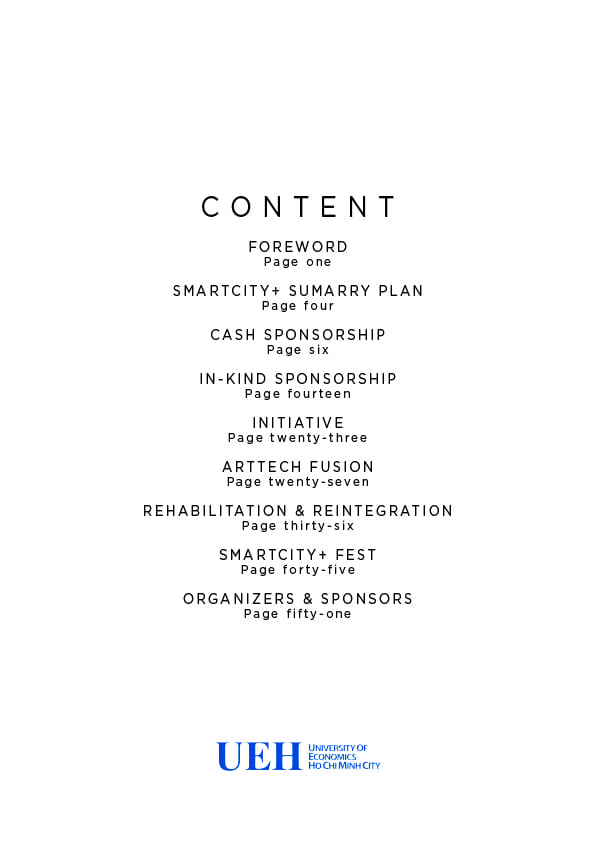 CONTENT
FOREWORD
Page one
SMARTCITY+ SUMARRY PLAN
Page four
CASH SPONSORSHIP
Page six
IN-KIND SPONSORSHIP
Page fourteen
INITIATIVE
Page twenty-three
ARTTECH FUSION
Page twenty-seven
REHABILITATION & REINTEGRATION
Page thirty-six
SMARTCITY+ FEST
Page forty-five
ORGANIZERS & SPONSORS
Page fifty-one
UEH
UNIVERSITY OF
ECONOMICS
HO CHI MINH CITY